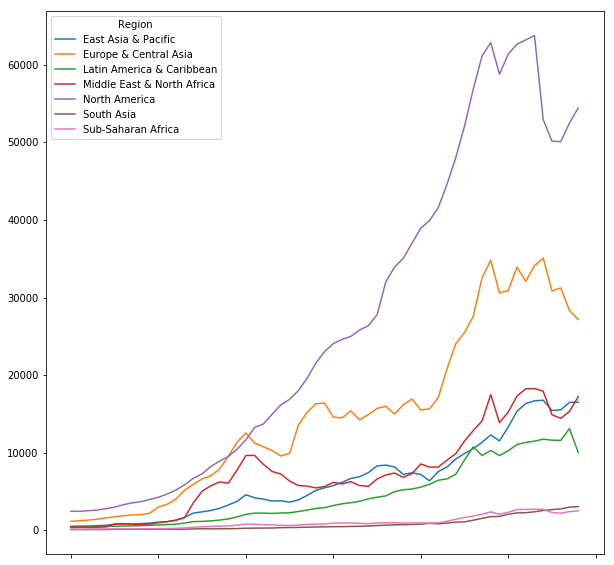 Region
East Asia & Pacific
Europe & Central Asia
Latin America & Caribbean
Middle East & North Africa
North America
South Asia
Sub-Saharan Africa
60000
50000
40000
30000
20000
10000
0